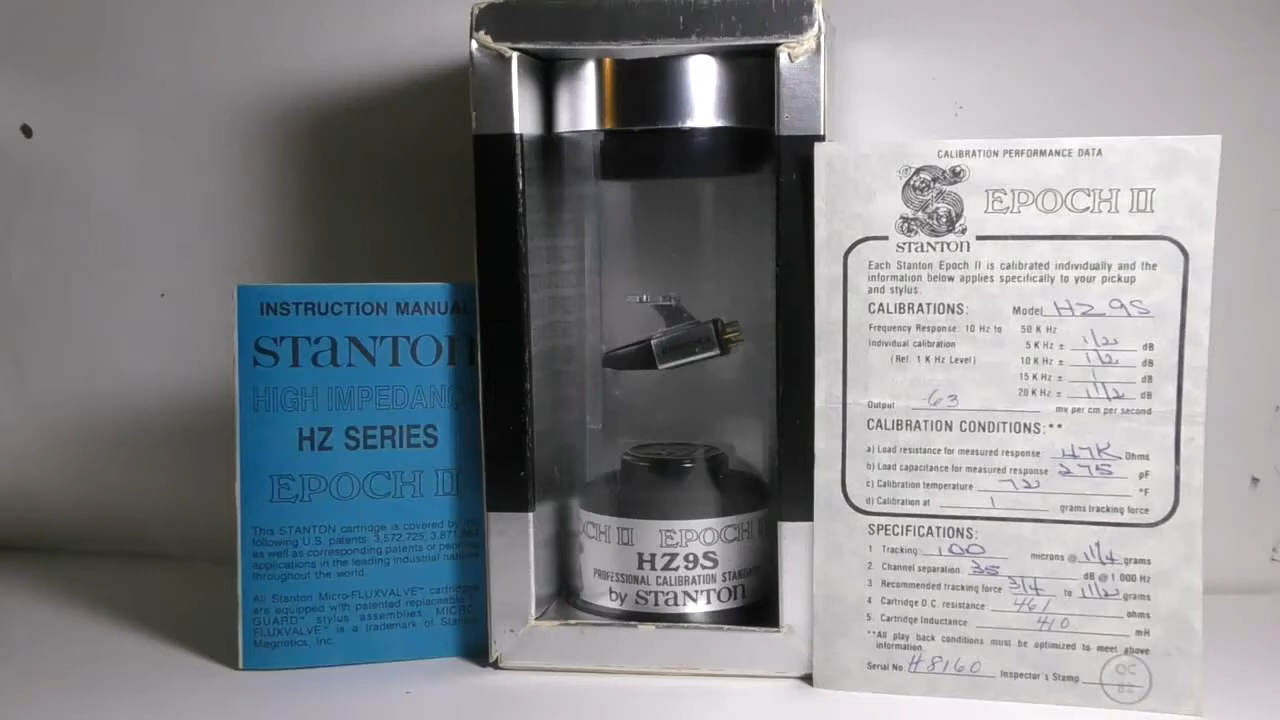 INSTRUCTION MANUAL
STANTON
HIGH IMPEDANC
HZ SERIES
EPOCH II
This STANTON cartridge is covered by
following U.S. patents 3,572,725, 3,871,
as well as corresponding patents or
applications in the leading industrial
throughout the world.
All Stanton Micro-FLUXVALVE™ cartridges
are equipped with patented replaceable
GUARD™ stylus assemblies. MICRO-
FLUXVALVE™ is a trademark of Stanton
Magnetics, Inc.
CH II EPOCH II
HZ9S
PROFESSIONAL CALIBRATION STANDA
by STANTON
CALIBRATION PERFORMANCE DATA
STANTON
EPOCH II
Each Stanton Epoch II is calibrated individually and the
information below applies specifically to your pickup
and stylus.
CALIBRATIONS: Model HZ9S
Frequency Response: 10 Hz to 50 K Hz
Individual calibration 5 K Hz ± 1/2 dB
(Ref. 1 K Hz Level) 10 K Hz ± 1/2 dB
15 K Hz ± 1 dB
20 K Hz ± 1 1/2 dB
Output .63 mv per cm per second
CALIBRATION CONDITIONS:**
a) Load resistance for measured response 47K Ohms
b) Load capacitance for measured response 275 pF
c) Calibration temperature 72 °F
d) Calibration at 1 grams tracking force
SPECIFICATIONS:
1 Tracking: 100 microns @ 1 1/4 grams
2. Channel separation: 35 dB @ 1 000 Hz
3 Recommended tracking force 3/4 to 1 1/2 grams
4 Cartridge D.C. resistance: 461 ohms
5. Cartridge Inductance 410 mH
**All play back conditions must be optimized to meet above
information.
Serial No. #8160 Inspector's Stamp
QC